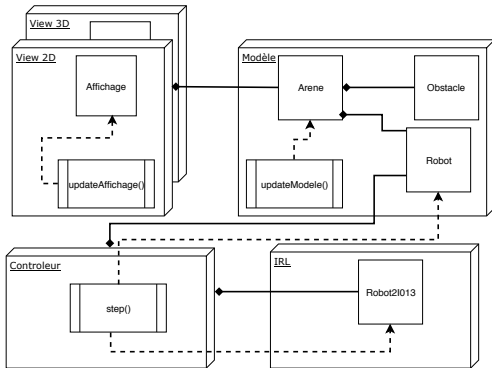 View 3D
View 2D
Affichage
updateAffichage()
Modèle
Arene
Obstacle
updateModele()
Robot
Controleur
step()
IRL
Robot2I013